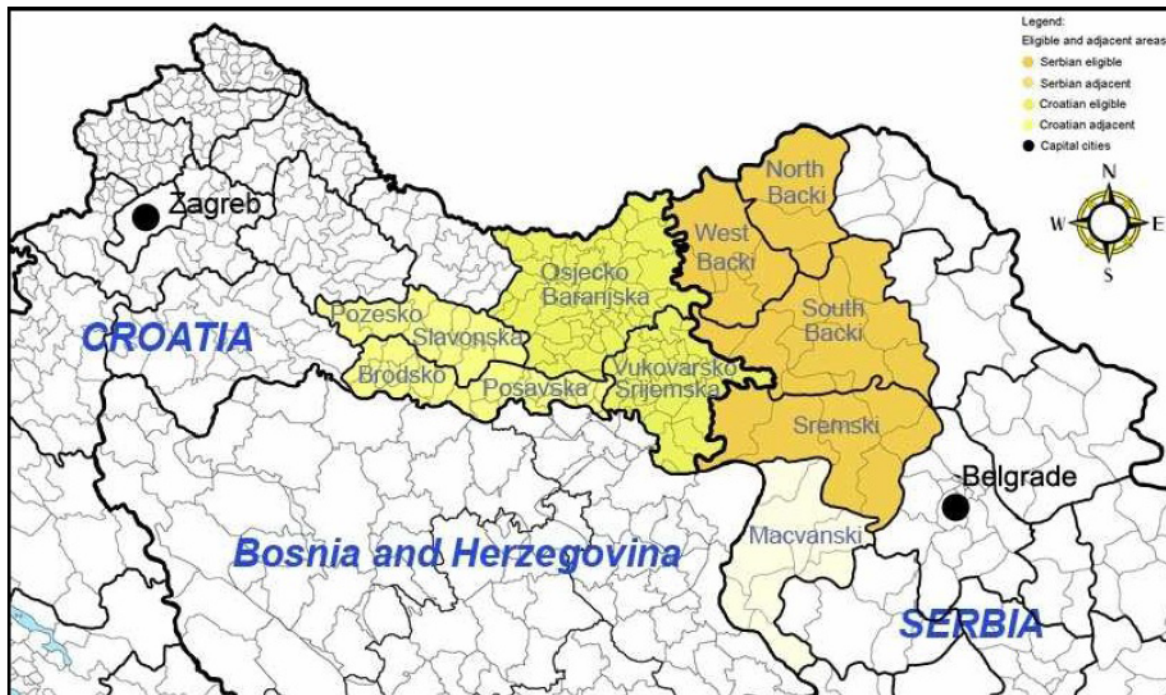 Legend:
Eligible and adjacent areas
Serbian eligible
Serbian adjacent
Croatian eligible
Croatian adjacent
Capital cities
N
W E
S
North
Backi
Zagreb
West
Backi
Osjecko
Baranjska
South
Backi
Pozesko
Slavonska
CROATIA
Brodsko
Posavska
Vukovarsko
Srijemska
Sremski
Belgrade
Macvanski
Bosnia and Herzegovina
SERBIA